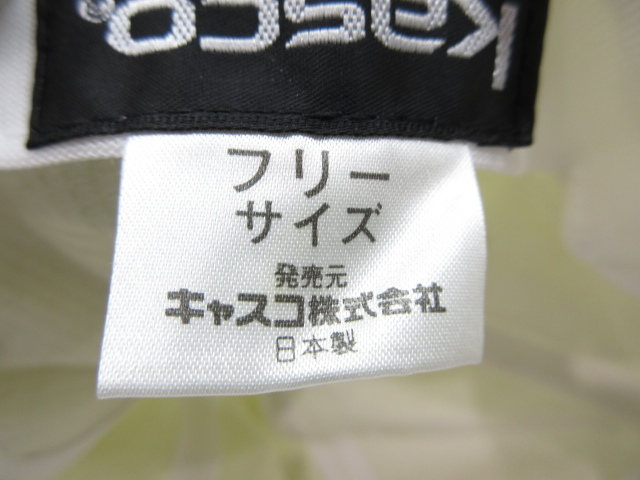 kasco®
フリー
サイズ
発売元
キャスコ株式会社
日本製